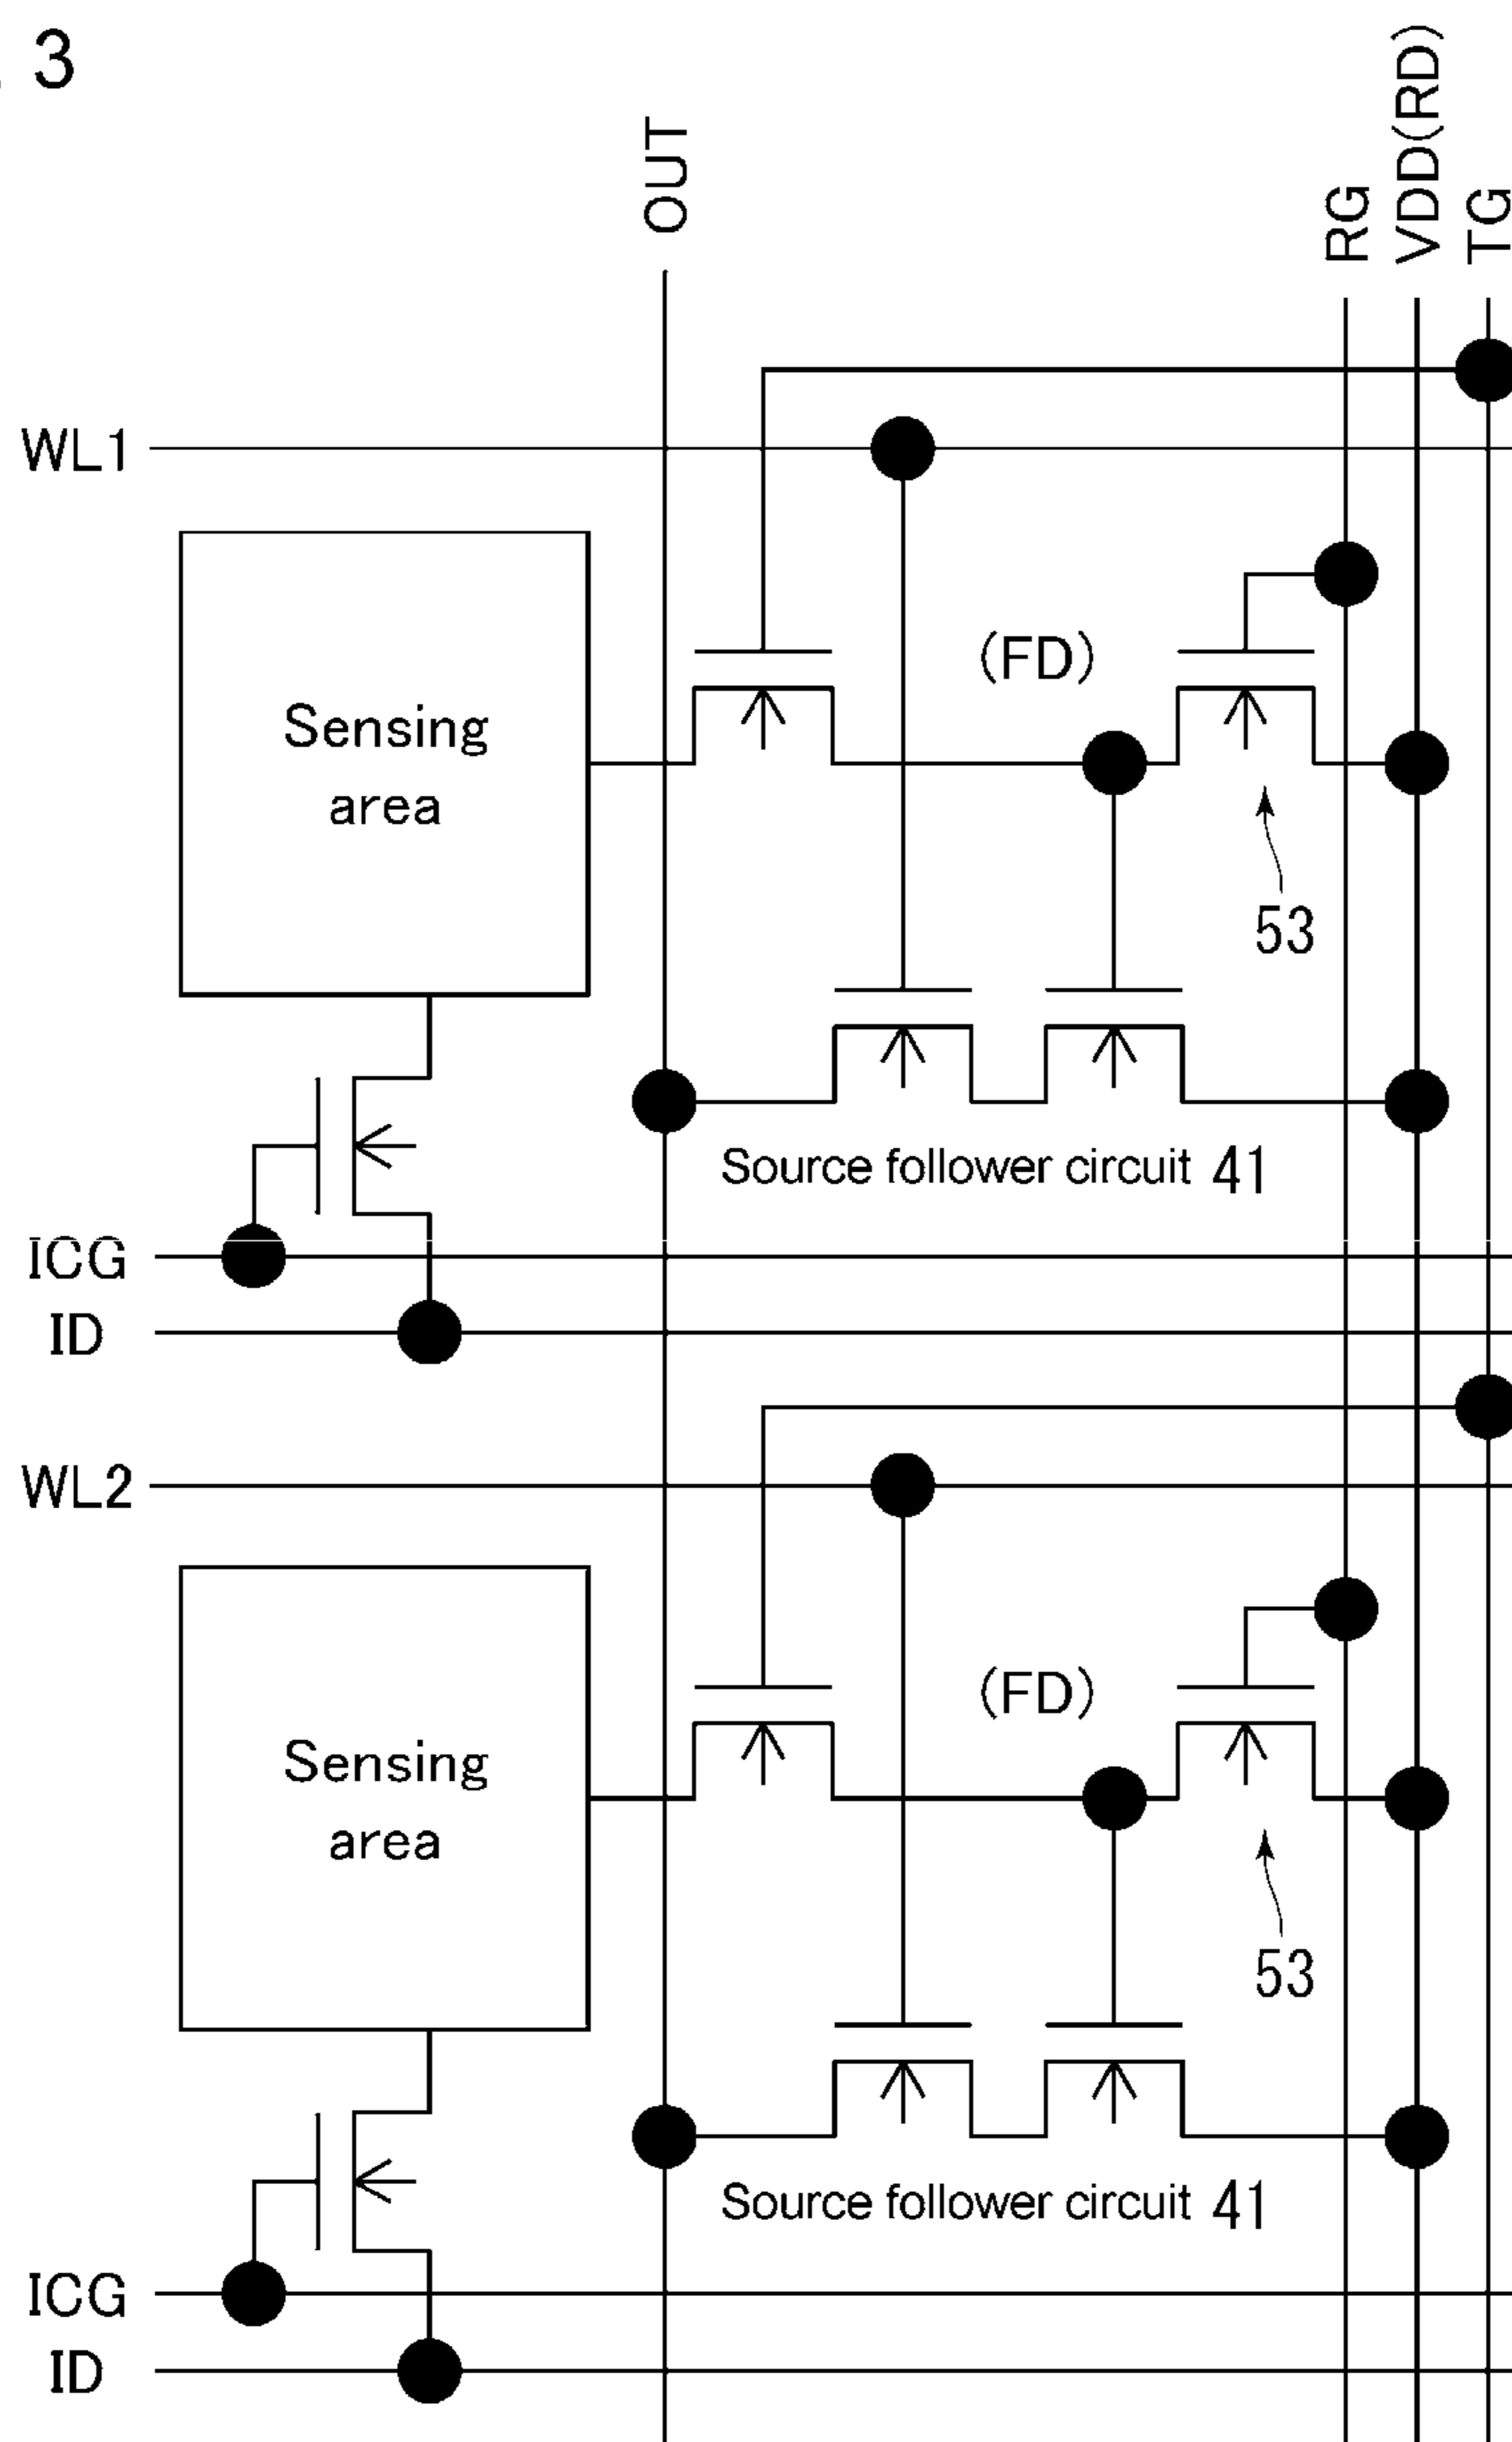 3
OUT
RG
VDD(RD)
TG
WL1
Sensing
area
(FD)
53
Source follower circuit 41
ICG
ID
WL2
Sensing
area
(FD)
53
Source follower circuit 41
ICG
ID